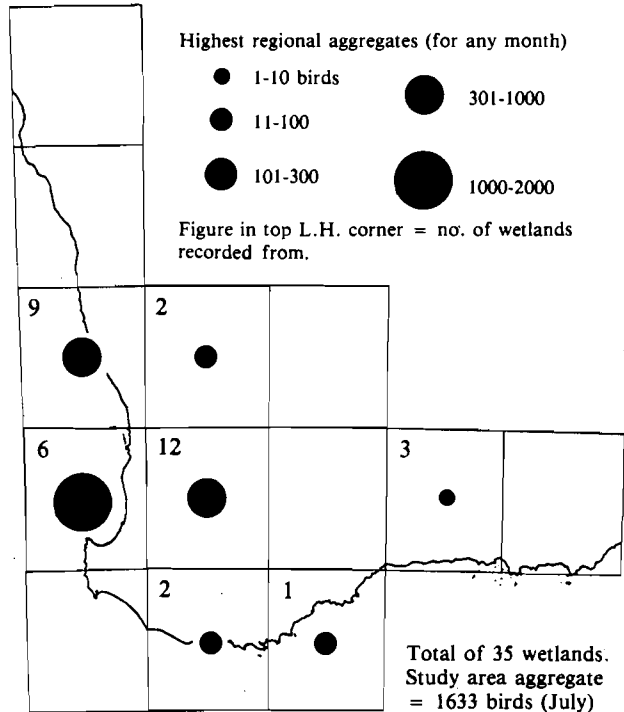 Highest regional aggregates (for any month)
1-10 birds
301-1000
11-100
101-300
1000-2000
Figure in top L.H. corner = no. of wetlands
recorded from.
9
2
6
12
3
2
1
Total of 35 wetlands.
Study area aggregate
= 1633 birds (July)